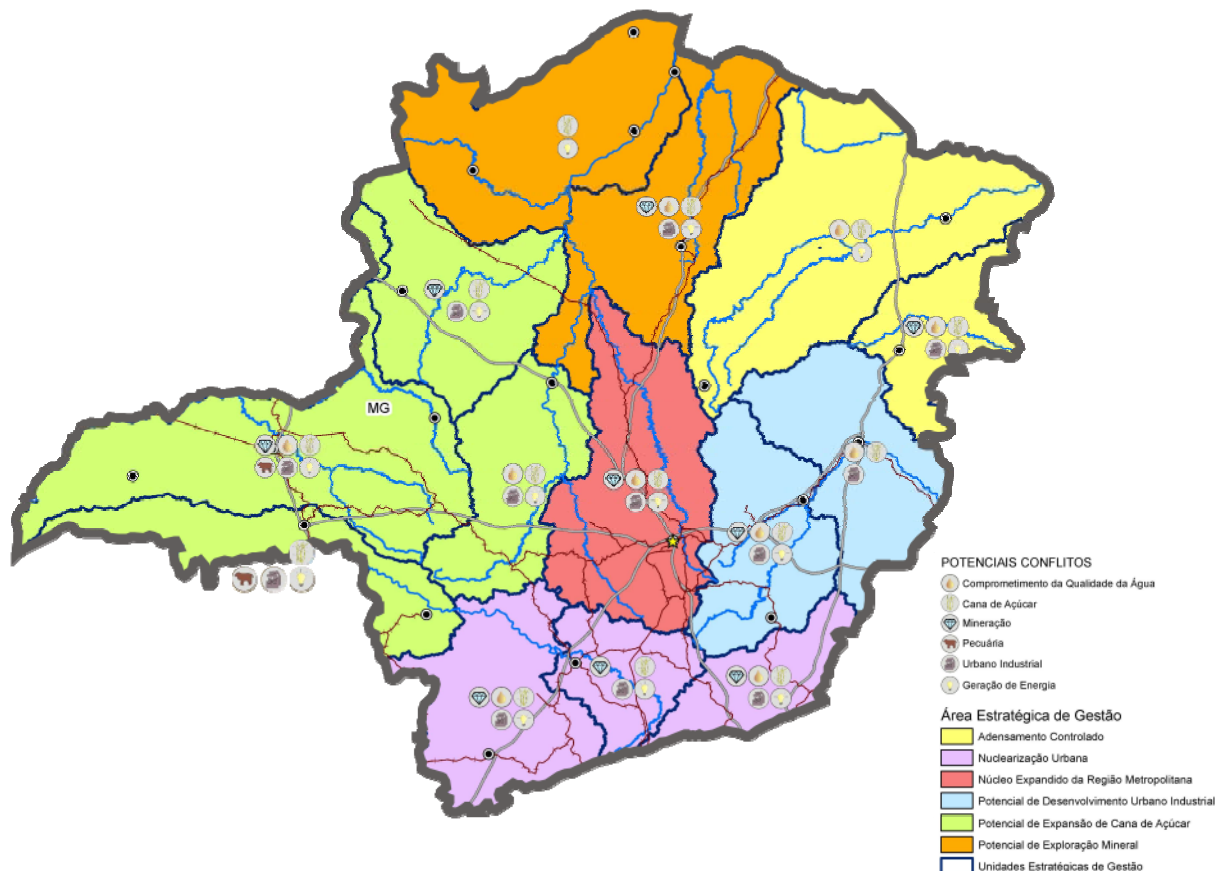 MG
POTENCIAIS CONFLITOS
Comprometimento da Qualidade da Água
Cana de Açúcar
Mineração
Pecuária
Urbano Industrial
Geração de Energia
Área Estratégica de Gestão
Adensamento Controlado
Nuclearização Urbana
Núcleo Expandido da Região Metropolitana
Potencial de Desenvolvimento Urbano Industrial
Potencial de Expansão de Cana de Açúcar
Potencial de Exploração Mineral
Unidades Estratégicas de Gestão